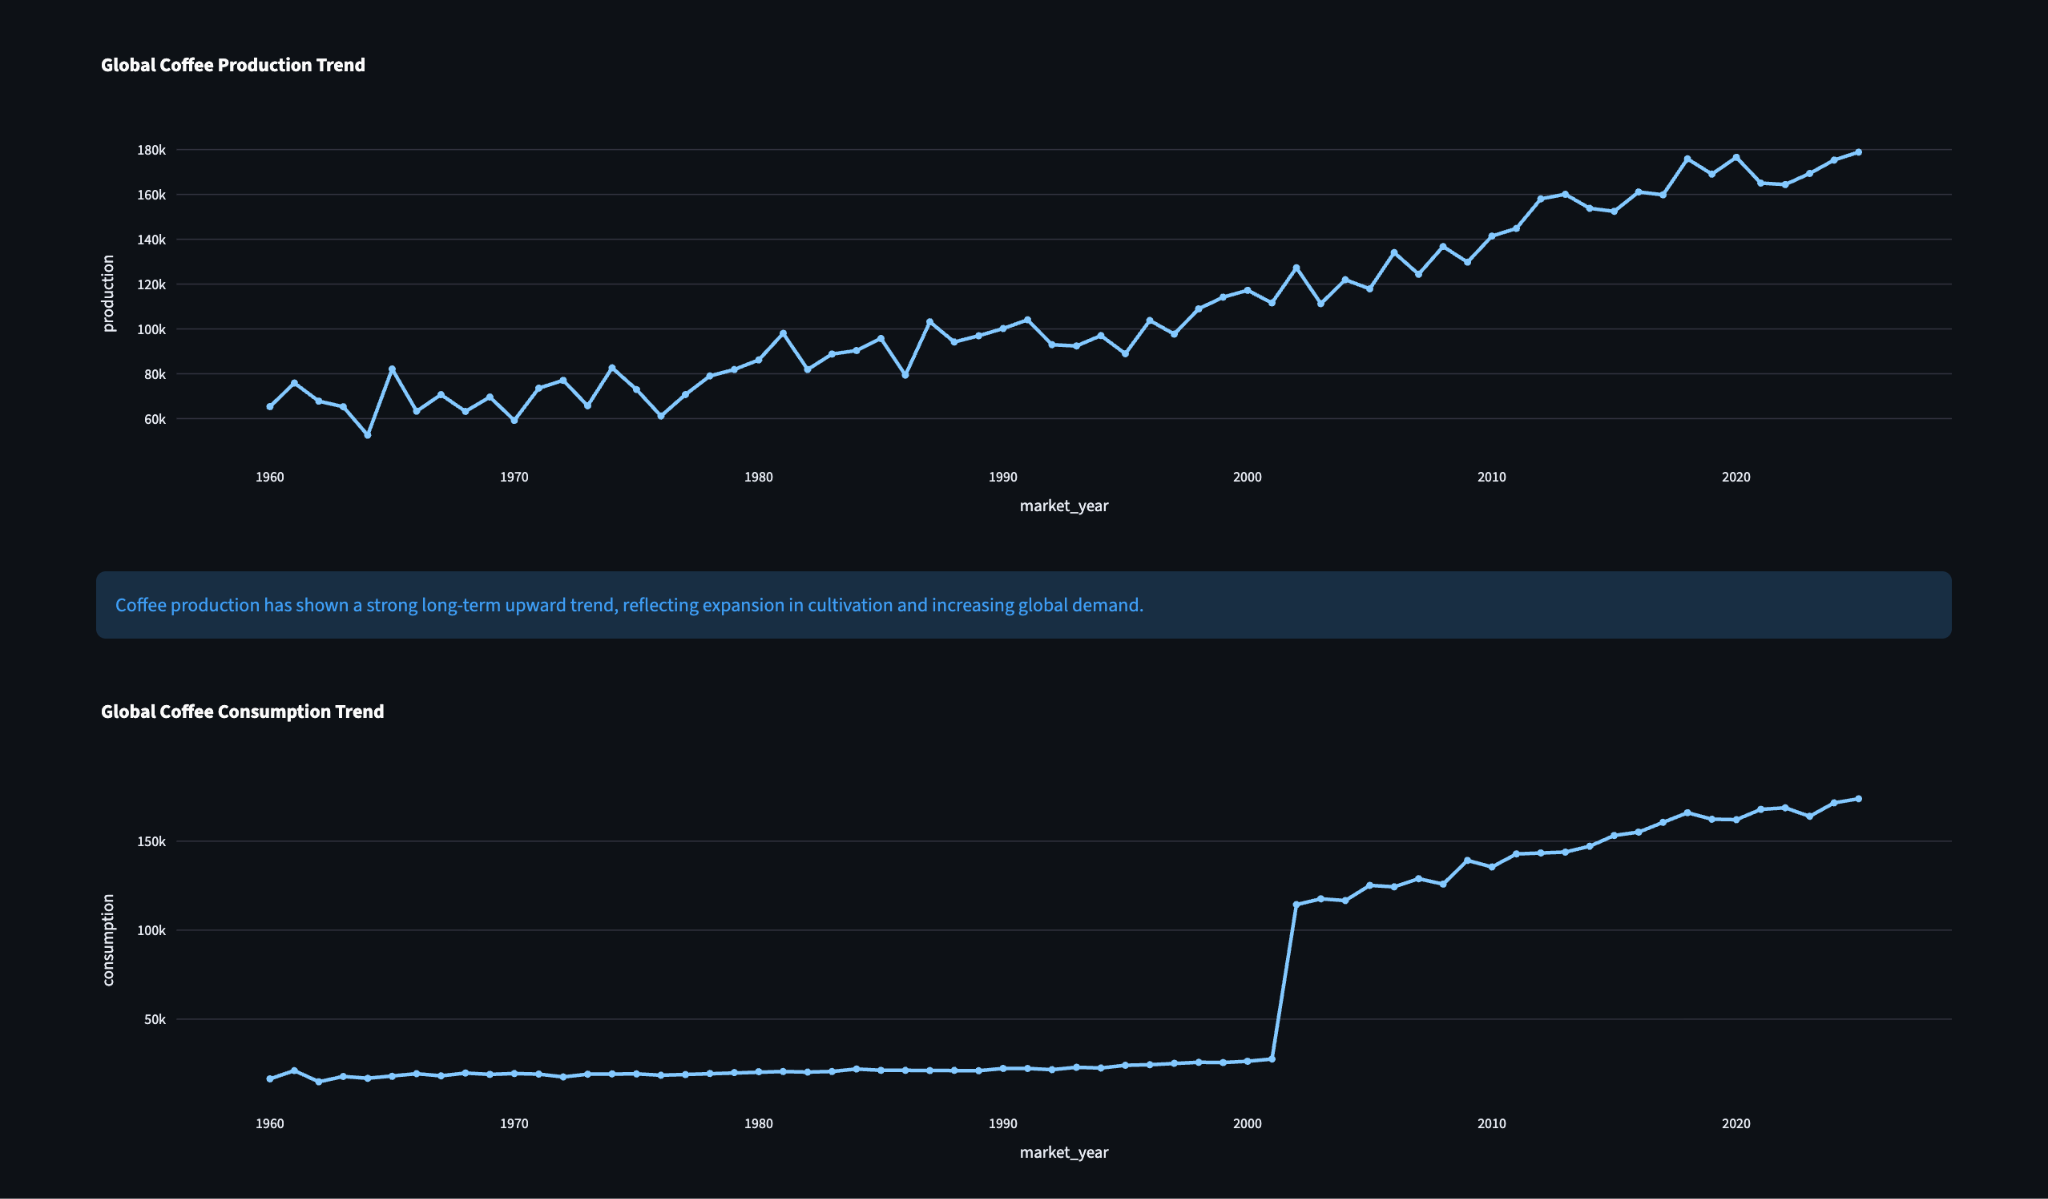 Global Coffee Production Trend
180k
160k
140k
120k
100k
80k
60k
production
1960 1970 1980 1990 2000 2010 2020
market_year
Coffee production has shown a strong long-term upward trend, reflecting expansion in cultivation and increasing global demand.
Global Coffee Consumption Trend
150k
100k
50k
consumption
1960 1970 1980 1990 2000 2010 2020
market_year